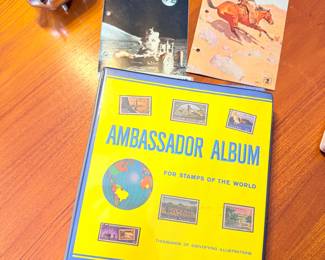 AMBASSADOR ALBUM
FOR STAMPS OF THE WORLD
THOUSANDS OF IDENTIFYING ILLUSTRATIONS